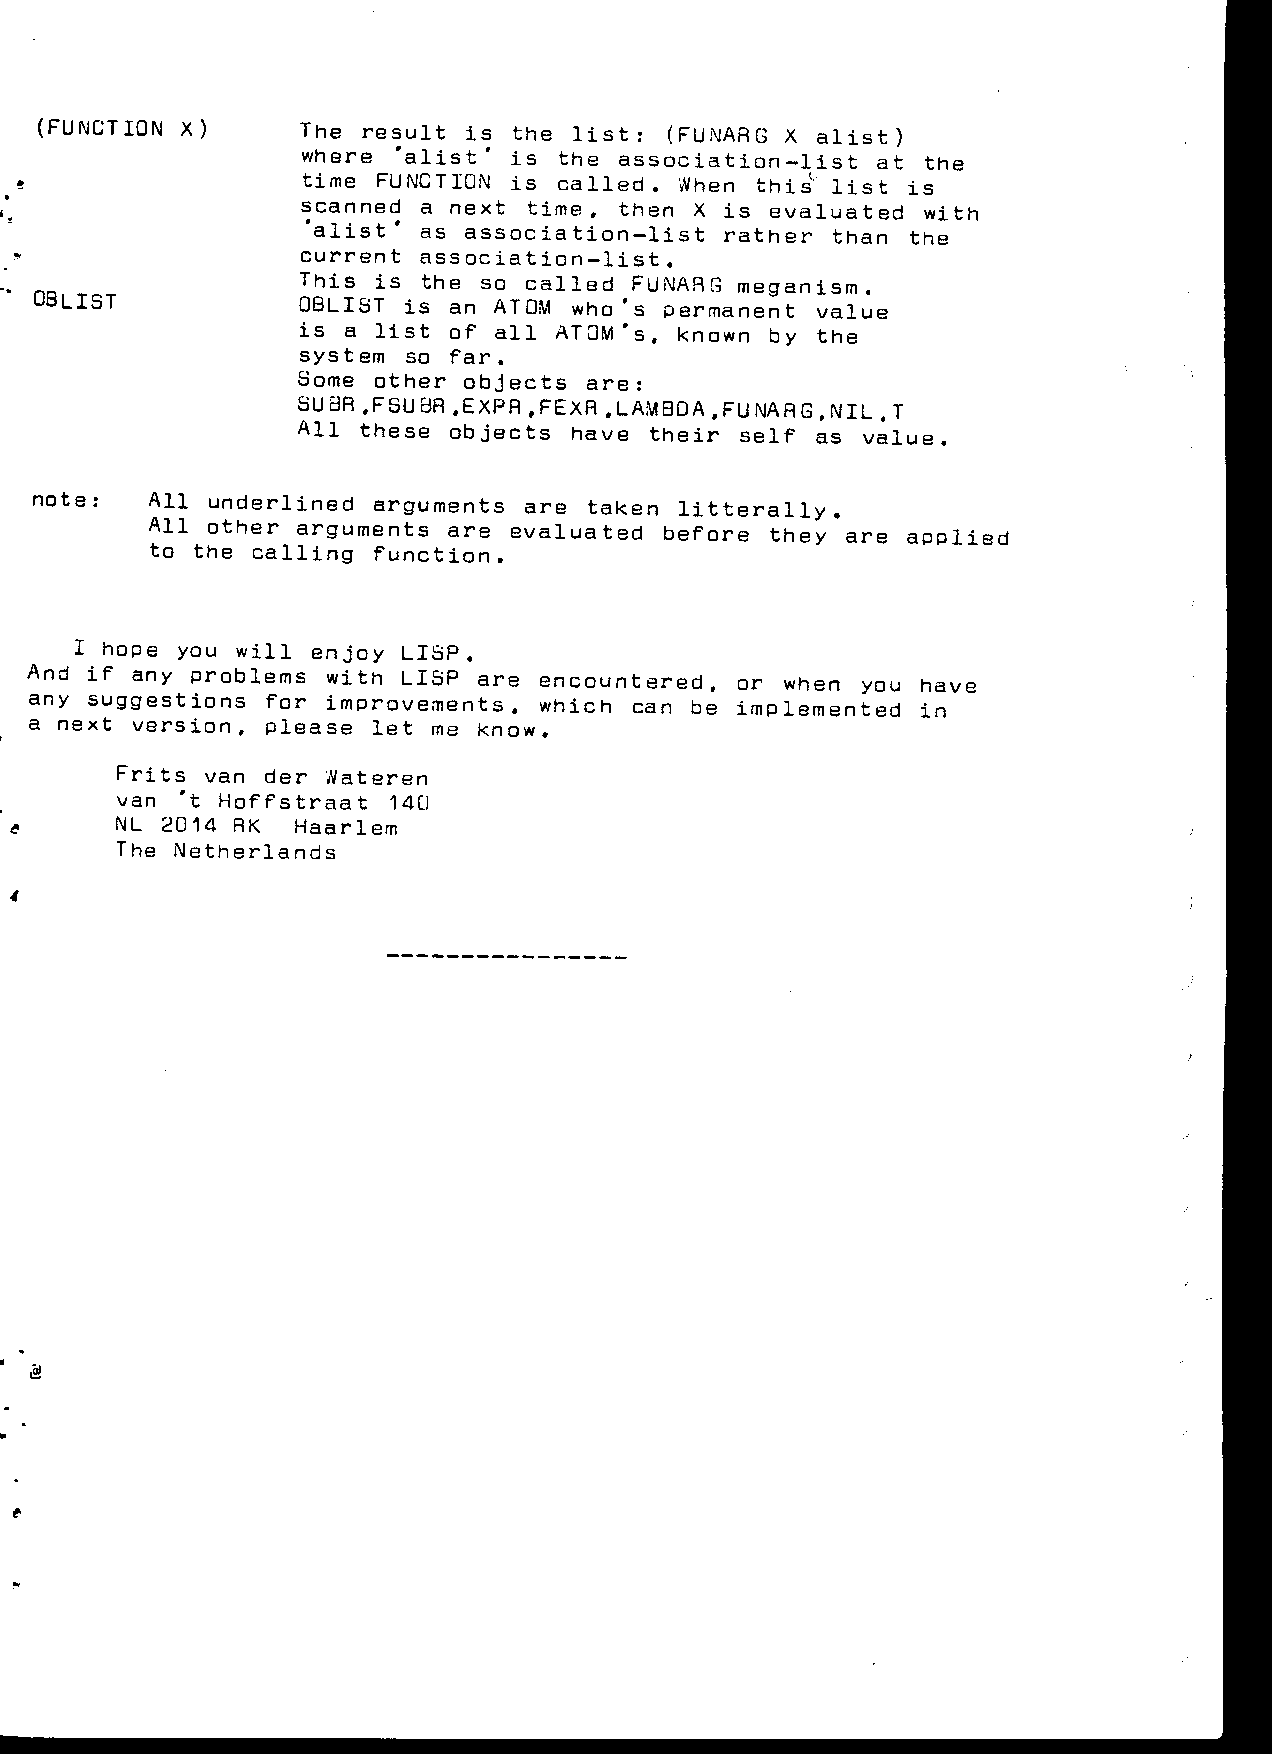 (FUNCTION X)      The result is the list: (FUNARG X alist)
where 'alist' is the association-list at the
time FUNCTION is called. When this list is
scanned a next time, then X is evaluated with
'alist' as association-list rather than the
current association-list.
This is the so called FUNARG meganism.
OBLIST      OBLIST is an ATOM who's permanent value
is a list of all ATOM's, known by the
system so far.
Some other objects are:
SUBR,FSUBR,EXPR,FEXR,LAMBDA,FUNARG,NIL,T
All these objects have their self as value.
note:   All underlined arguments are taken litterally.
All other arguments are evaluated before they are applied
to the calling function.
I hope you will enjoy LISP.
And if any problems with LISP are encountered, or when you have
any suggestions for improvements, which can be implemented in
a next version, please let me know.
Frits van der Wateren
van 't Hoffstraat 140
NL 2014 RK  Haarlem
The Netherlands
----------------
@